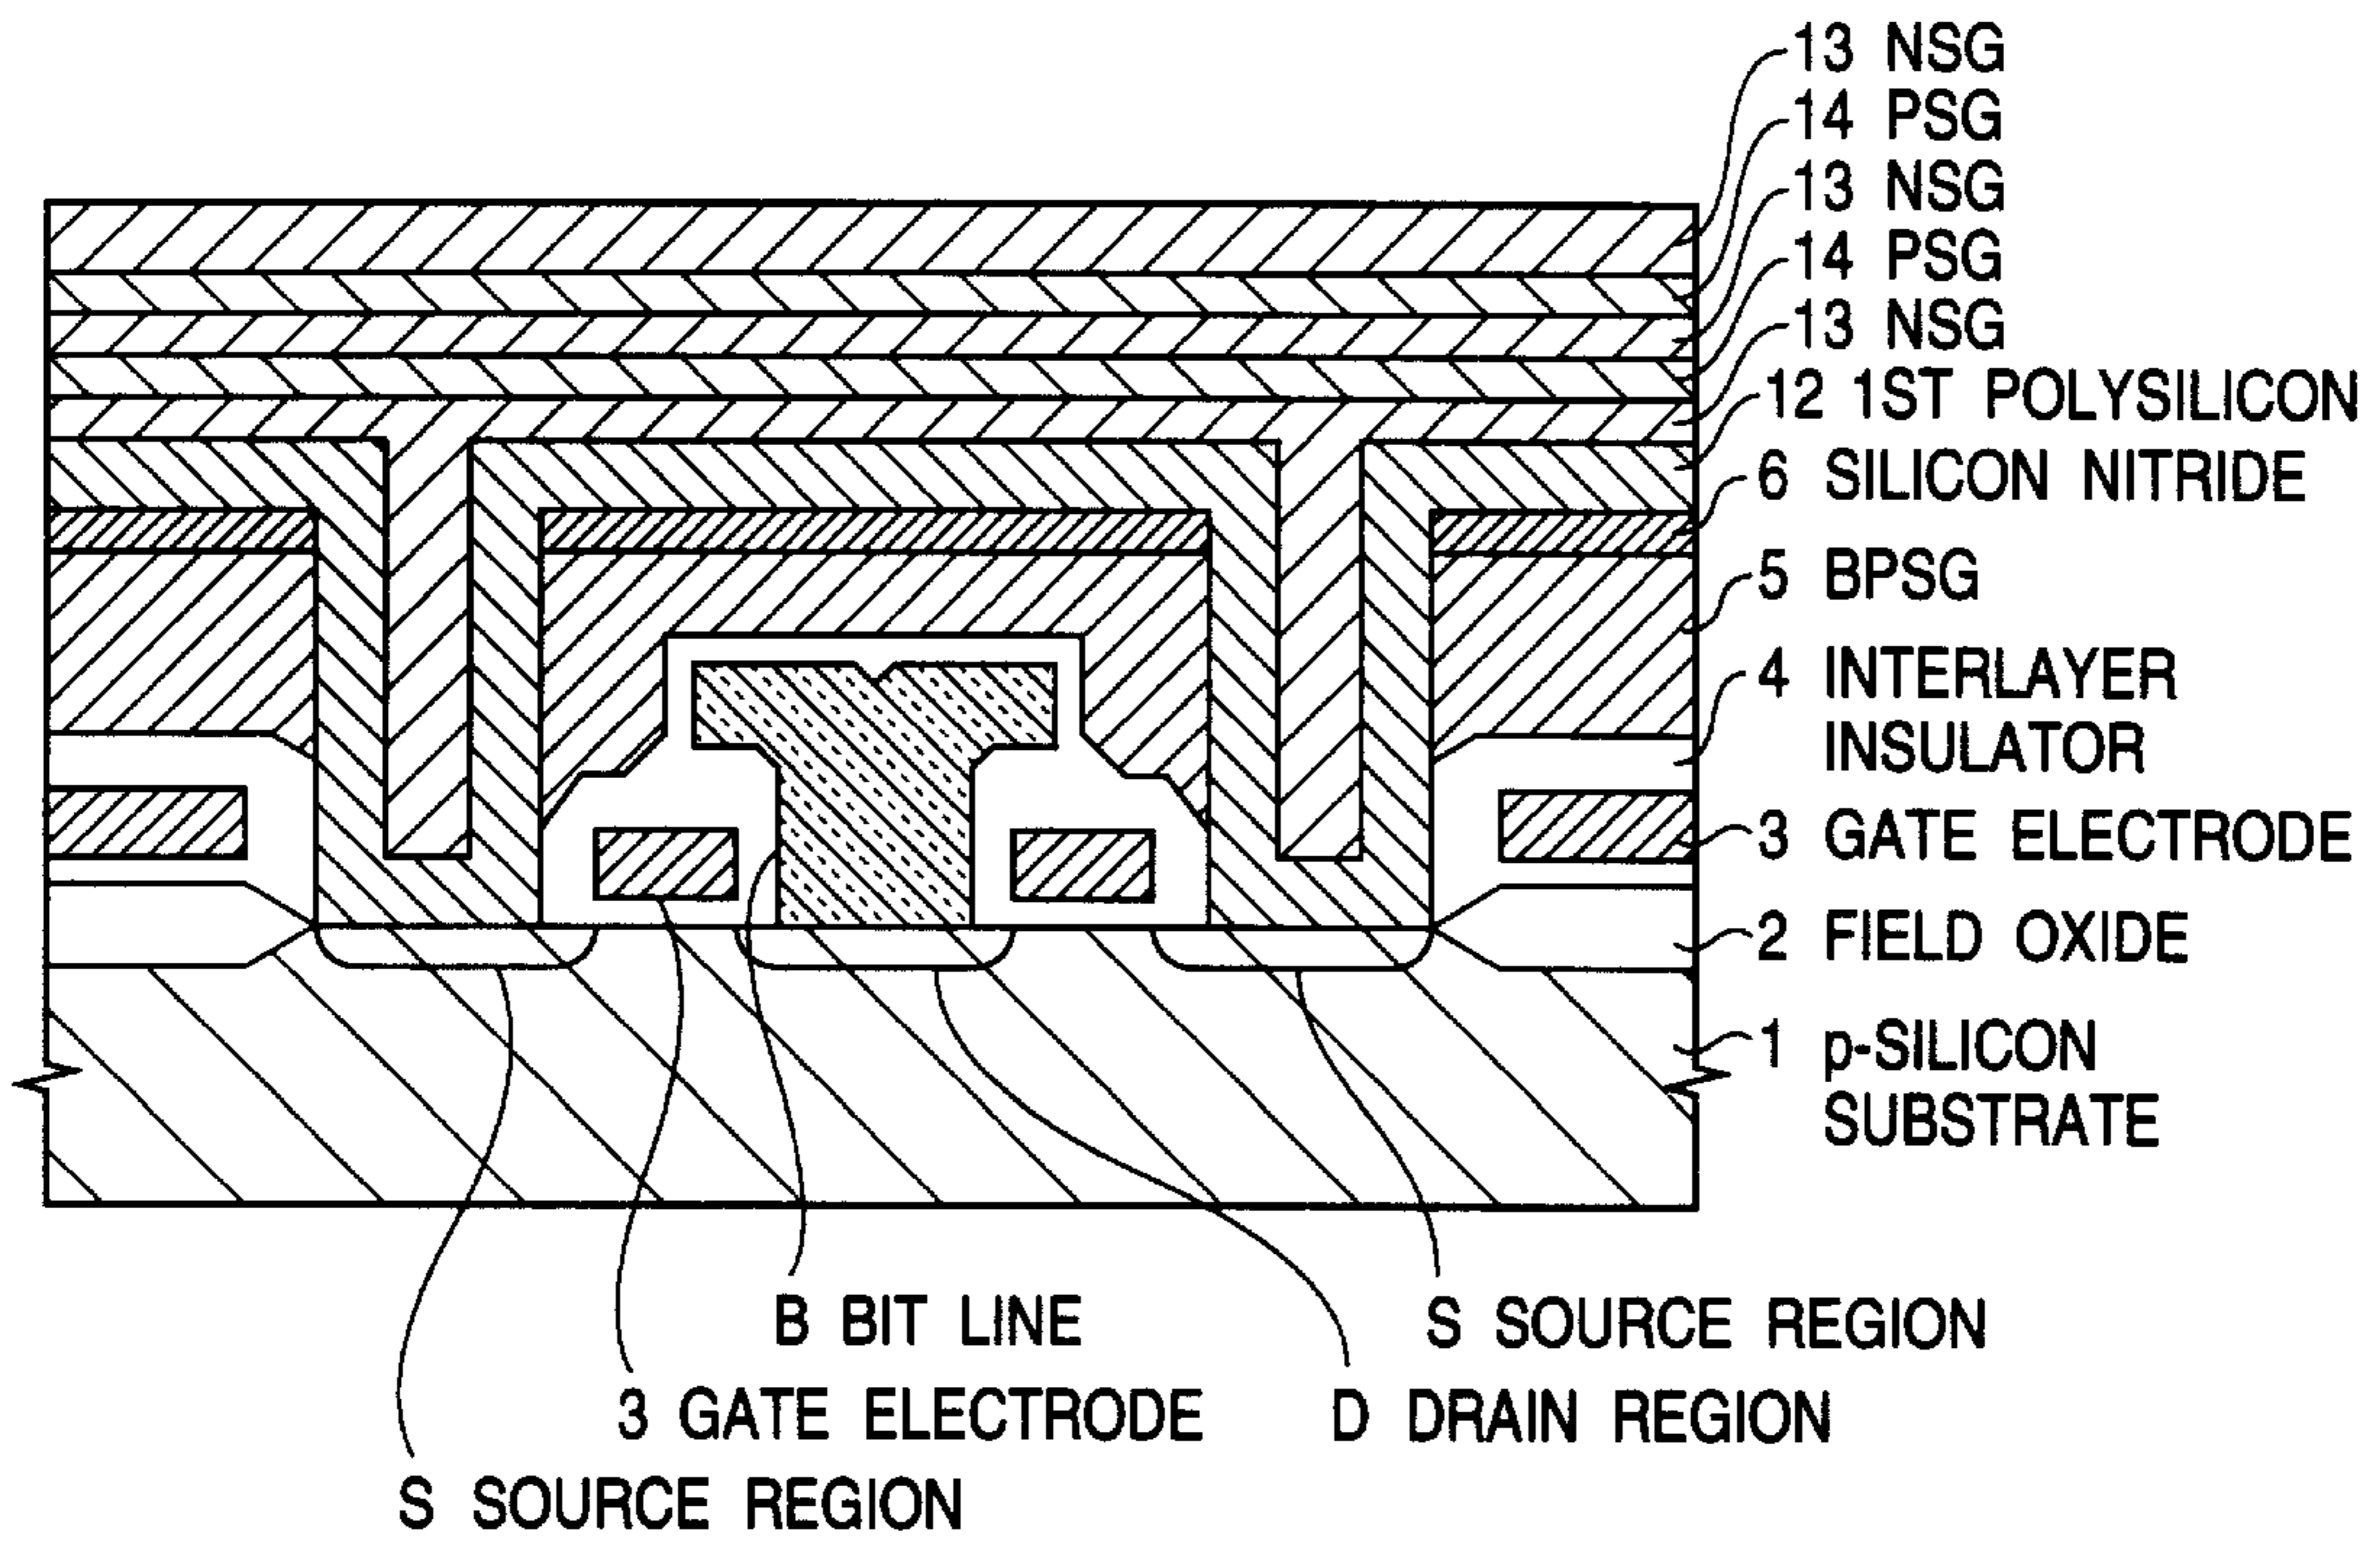 13 NSG
14 PSG
13 NSG
14 PSG
13 NSG
12 1ST POLYSILICON
6 SILICON NITRIDE
5 BPSG
4 INTERLAYER
INSULATOR
3 GATE ELECTRODE
2 FIELD OXIDE
1 p-SILICON
SUBSTRATE
B BIT LINE
S SOURCE REGION
3 GATE ELECTRODE
D DRAIN REGION
S SOURCE REGION